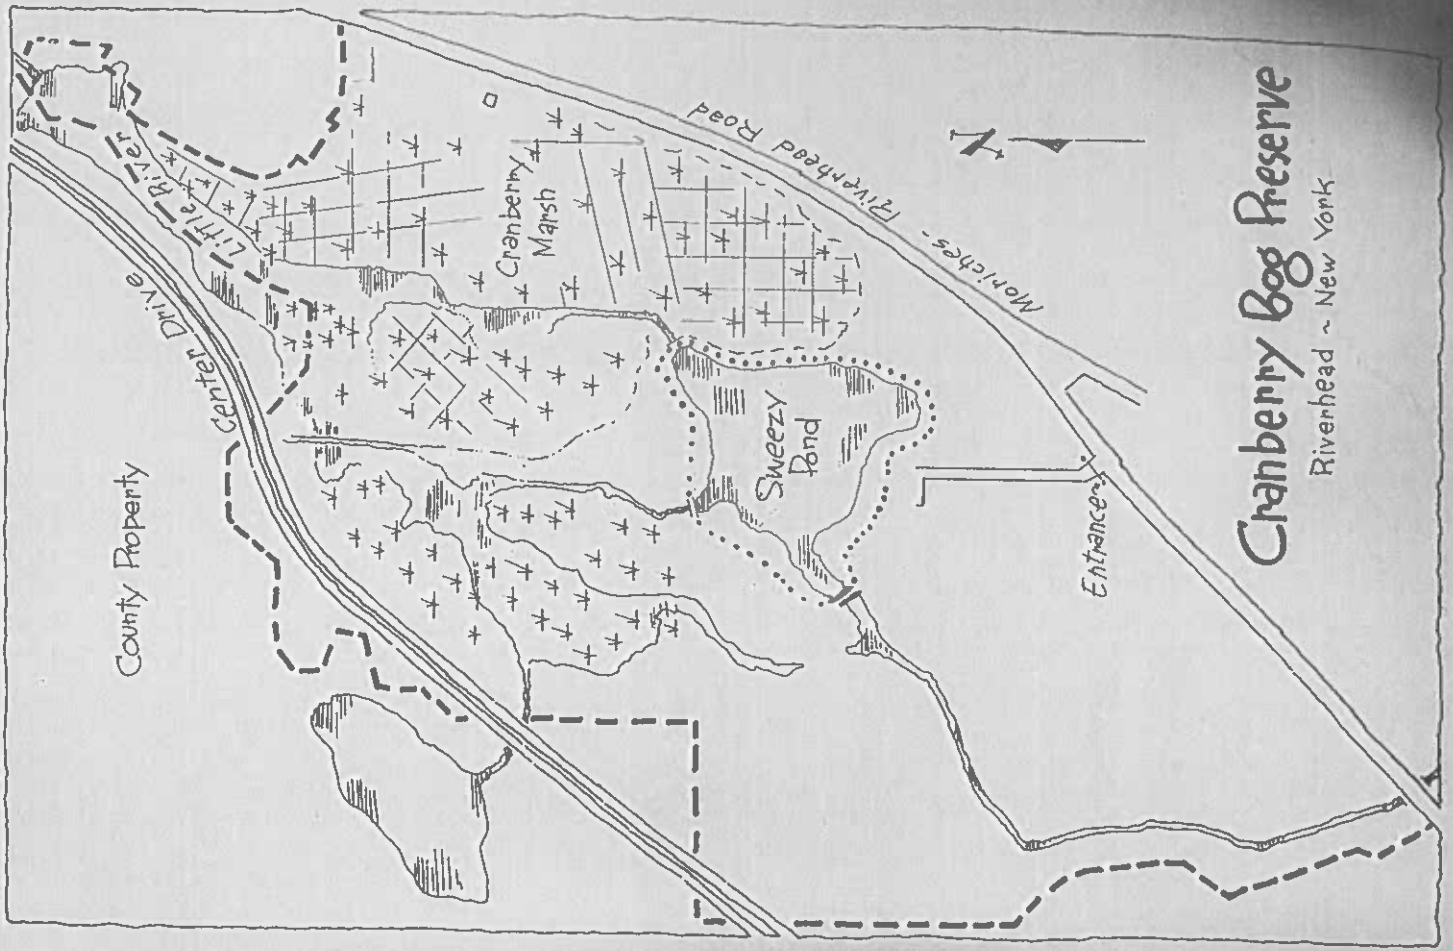 Cranberry Bog Preserve
Riverhead ~ New York
Moriches-
Riverhead Road
N
Little River
Cranberry
Marsh
Center Drive
Sweezy
Pond
County Property
Entrance